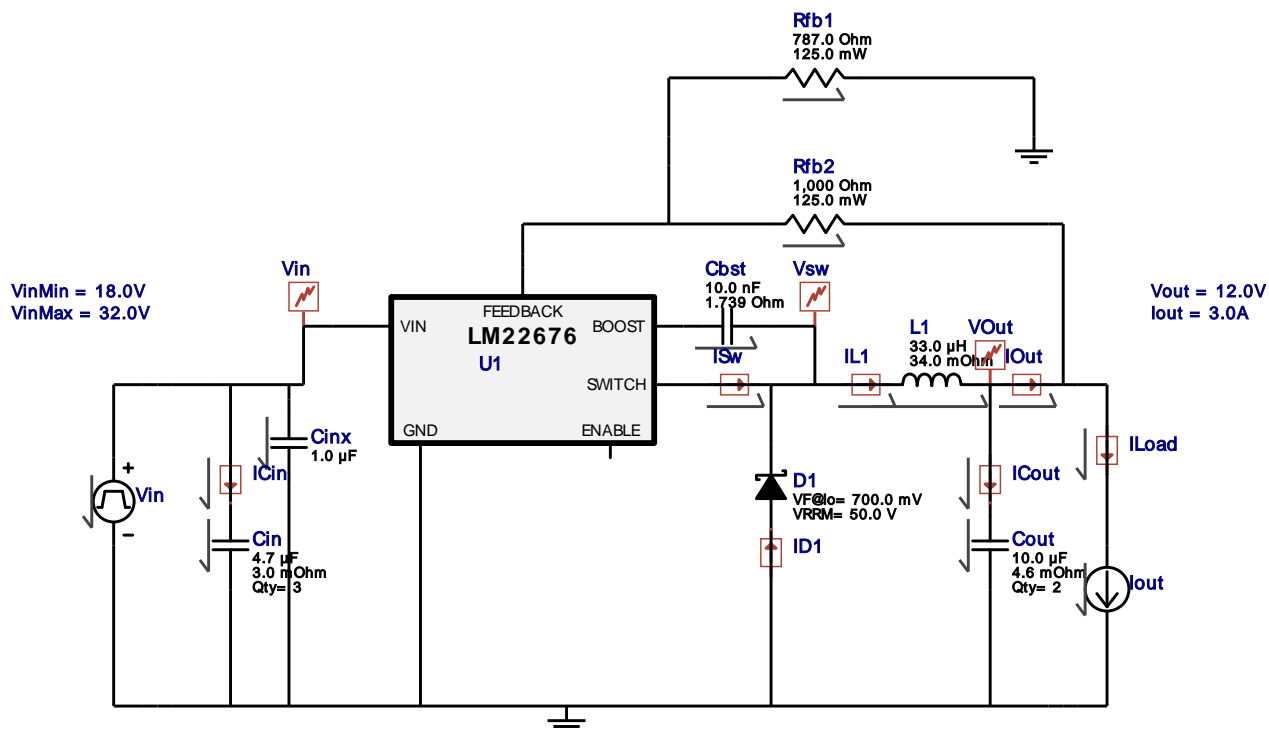 Rfb1
787.0 Ohm
125.0 mW
Rfb2
1,000 Ohm
125.0 mW
VinMin = 18.0V
VinMax = 32.0V
Vin
FEEDBACK
VIN
LM22676
U1
BOOST
SWITCH
GND
ENABLE
Cbst
10.0 nF
1.739 Ohm
Vsw
ISw
IL1
L1
33.0 µH
34.0 mOhm
VOut
IOut
Vout = 12.0V
Iout = 3.0A
Cinx
1.0 µF
ICin
+
Vin
–
Cin
4.7 µF
3.0 mOhm
Qty= 3
D1
VF@Io= 700.0 mV
VRRM= 50.0 V
ID1
ICout
Cout
10.0 µF
4.6 mOhm
Qty= 2
ILoad
Iout